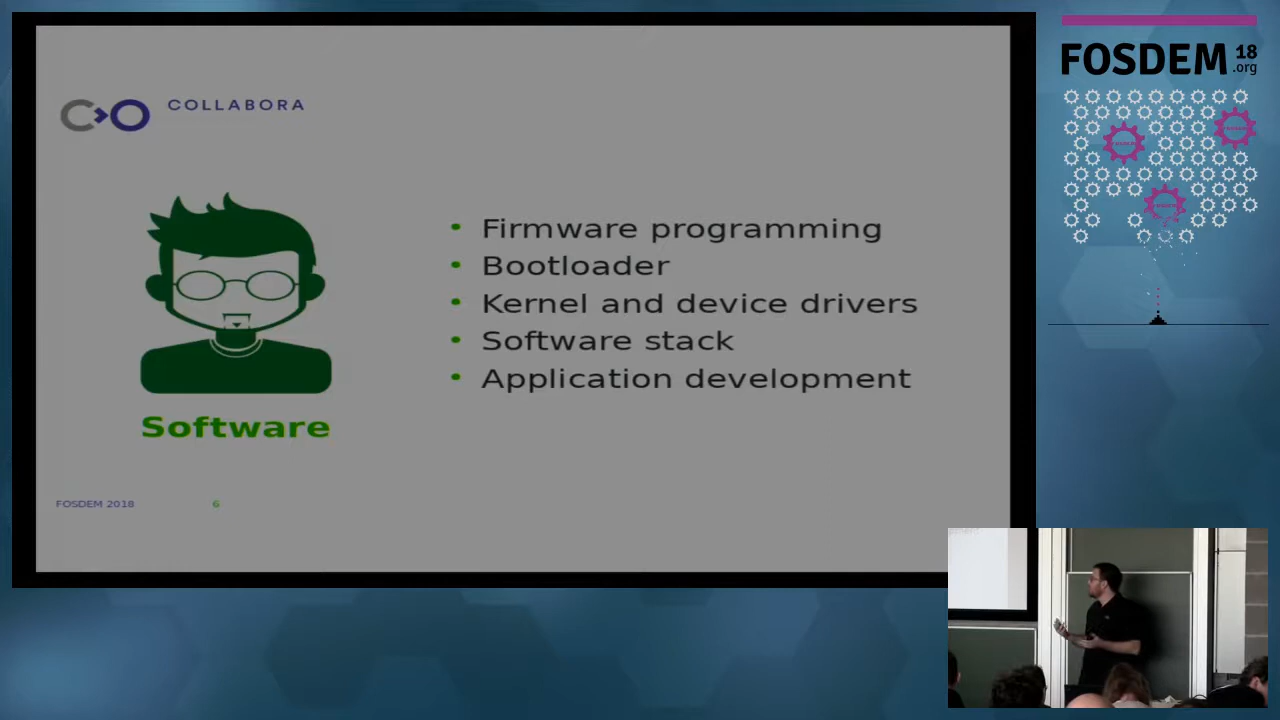 COLLABORA
Firmware programming
Bootloader
Kernel and device drivers
Software stack
Application development
Software
FOSDEM 2018
6
FOSDEM 18
.org